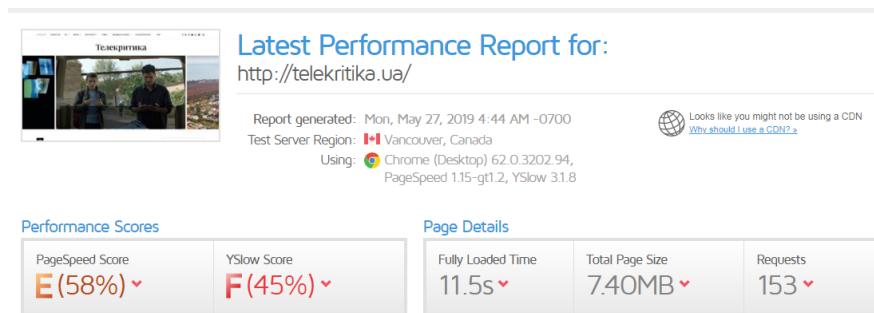 Телекритика
Latest Performance Report for:
http://telekritika.ua/
Report generated: Mon, May 27, 2019 4:44 AM -0700
Test Server Region: Vancouver, Canada
Using: Chrome (Desktop) 62.0.3202.94,
PageSpeed 1.15-gt1.2, YSlow 3.1.8
Looks like you might not be using a CDN
Why should I use a CDN? »
Performance Scores
PageSpeed Score
E (58%)
YSlow Score
F (45%)
Page Details
Fully Loaded Time
11.5s
Total Page Size
7.40MB
Requests
153